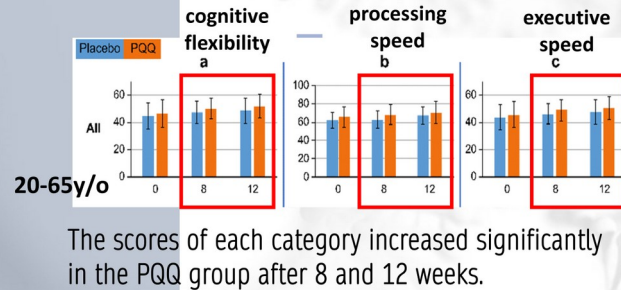 cognitive flexibility
processing speed
executive speed
Placebo PQQ
a
b
c
All
60
40
20
0
0 8 12
100
80
60
40
20
0
0 8 12
60
40
20
0
0 8 12
20-65y/o
The scores of each category increased significantly
in the PQQ group after 8 and 12 weeks.